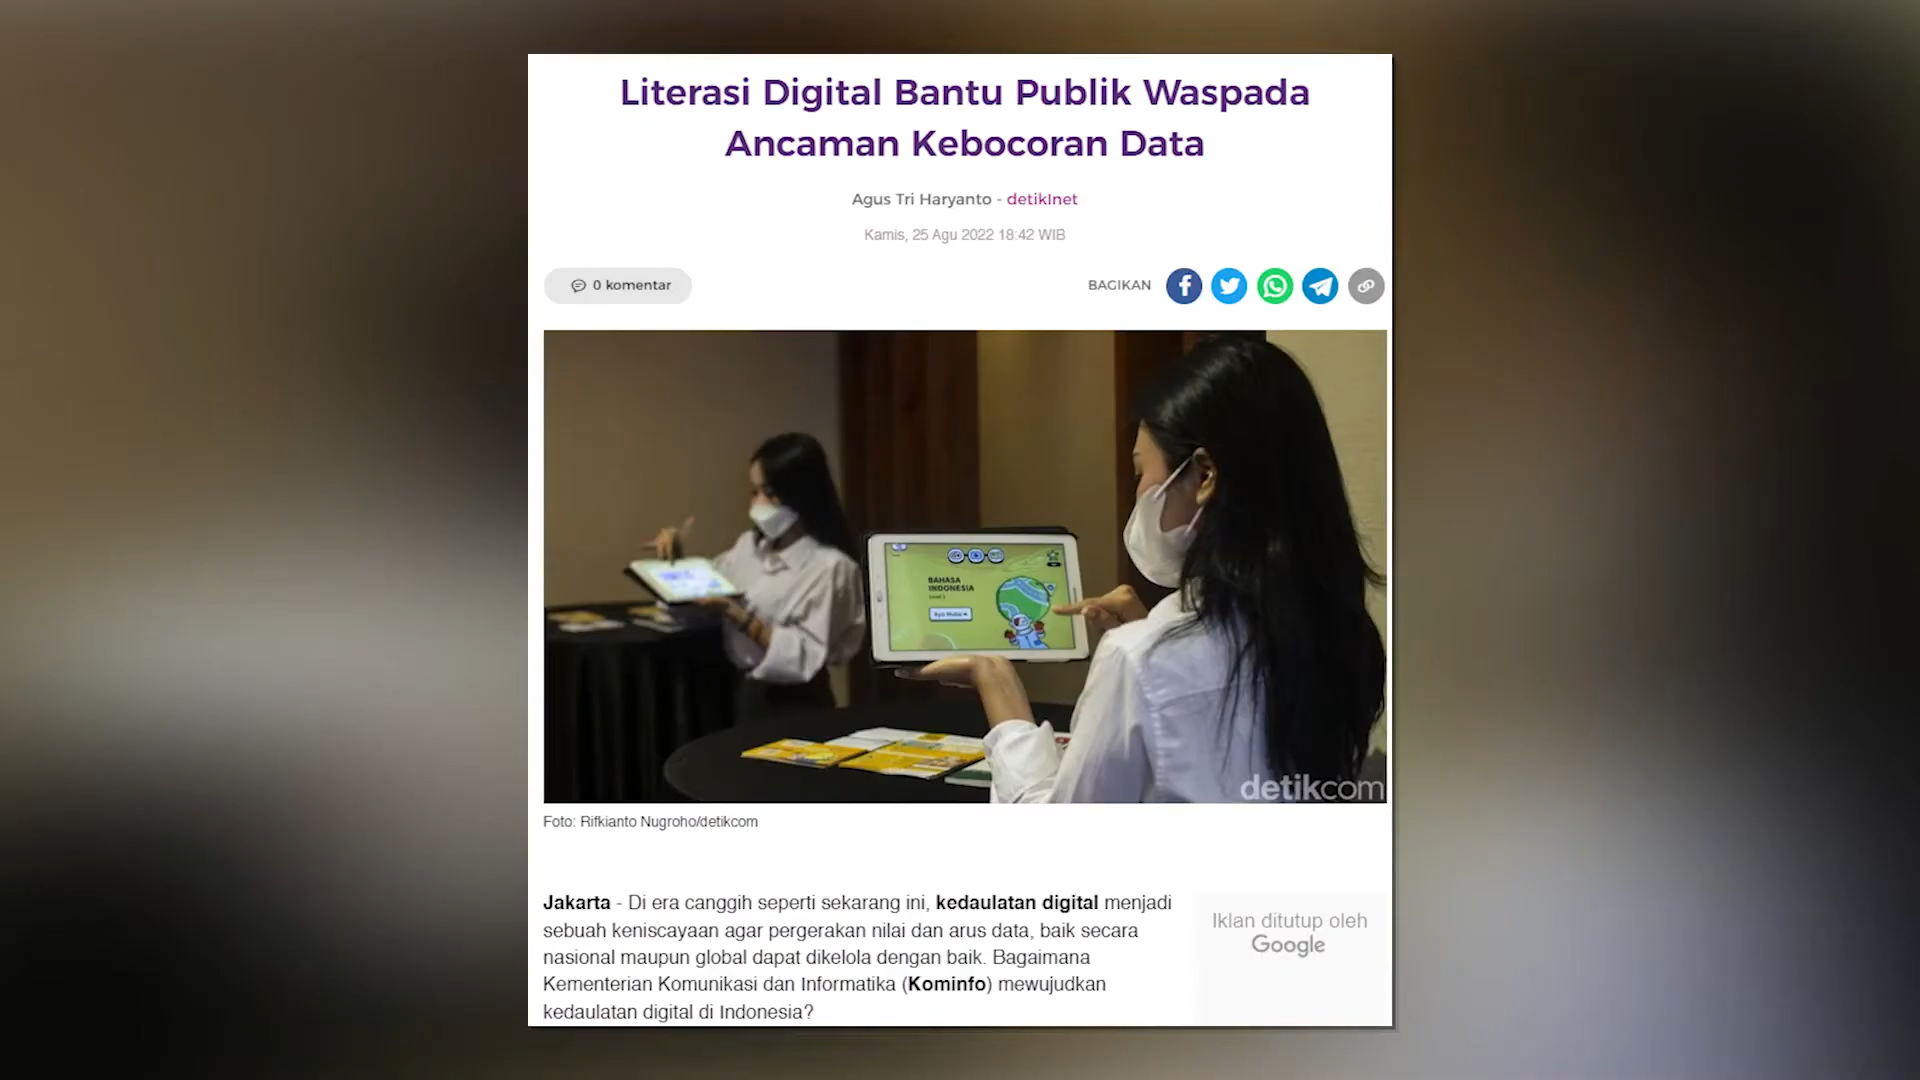 Literasi Digital Bantu Publik Waspada
Ancaman Kebocoran Data
Agus Tri Haryanto - detikInet
Kamis, 25 Agu 2022 18:42 WIB
0 komentar
BAGIKAN
BAHASA
INDONESIA
detikcom
Foto: Rifkianto Nugroho/detikcom
Jakarta - Di era canggih seperti sekarang ini, kedaulatan digital menjadi
sebuah keniscayaan agar pergerakan nilai dan arus data, baik secara
nasional maupun global dapat dikelola dengan baik. Bagaimana
Kementerian Komunikasi dan Informatika (Kominfo) mewujudkan
kedaulatan digital di Indonesia?
Iklan ditutup oleh
Google